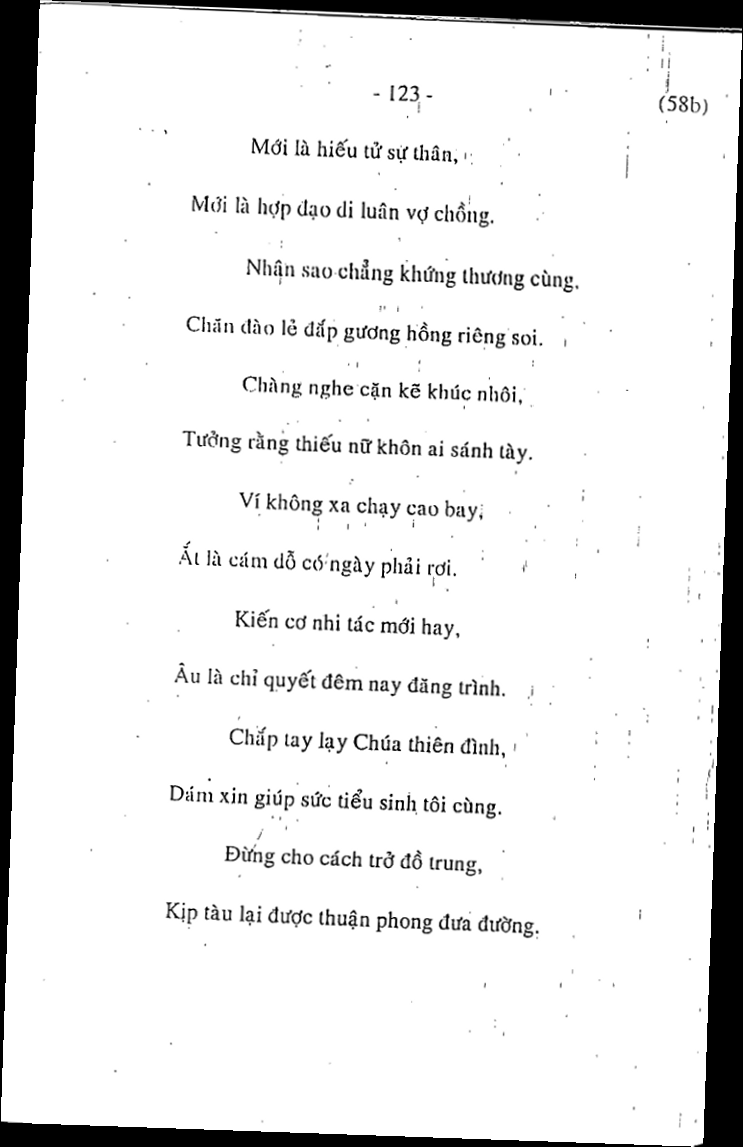 - 123 -
(58b)
Mới là hiếu tử sự thân,
Mới là hợp đạo di luân vợ chồng.
Nhận sao chẳng khứng thương cùng.
Chăn đào lẻ đắp gương hồng riêng soi.
Chàng nghe cặn kẽ khúc nhôi,
Tưởng rằng thiếu nữ khôn ai sánh tày.
Ví không xa chạy cao bay,
Ắt là cám dỗ có ngày phải rơi.
Kiến cơ nhi tác mới hay,
Âu là chỉ quyết đêm nay đăng trình.
Chắp tay lạy Chúa thiên đình,
Dám xin giúp sức tiểu sinh tôi cùng.
Đừng cho cách trở đồ trung,
Kịp tàu lại được thuận phong đưa đường.